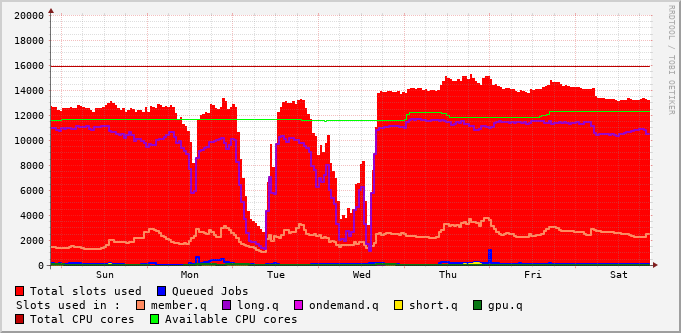 RRDTOOL / TOBI OETIKER
20000
18000
16000
14000
12000
10000
8000
6000
4000
2000
0
Sun Mon Tue Wed Thu Fri Sat
Total slots used Queued Jobs
Slots used in : member.q long.q ondemand.q short.q gpu.q
Total CPU cores Available CPU cores